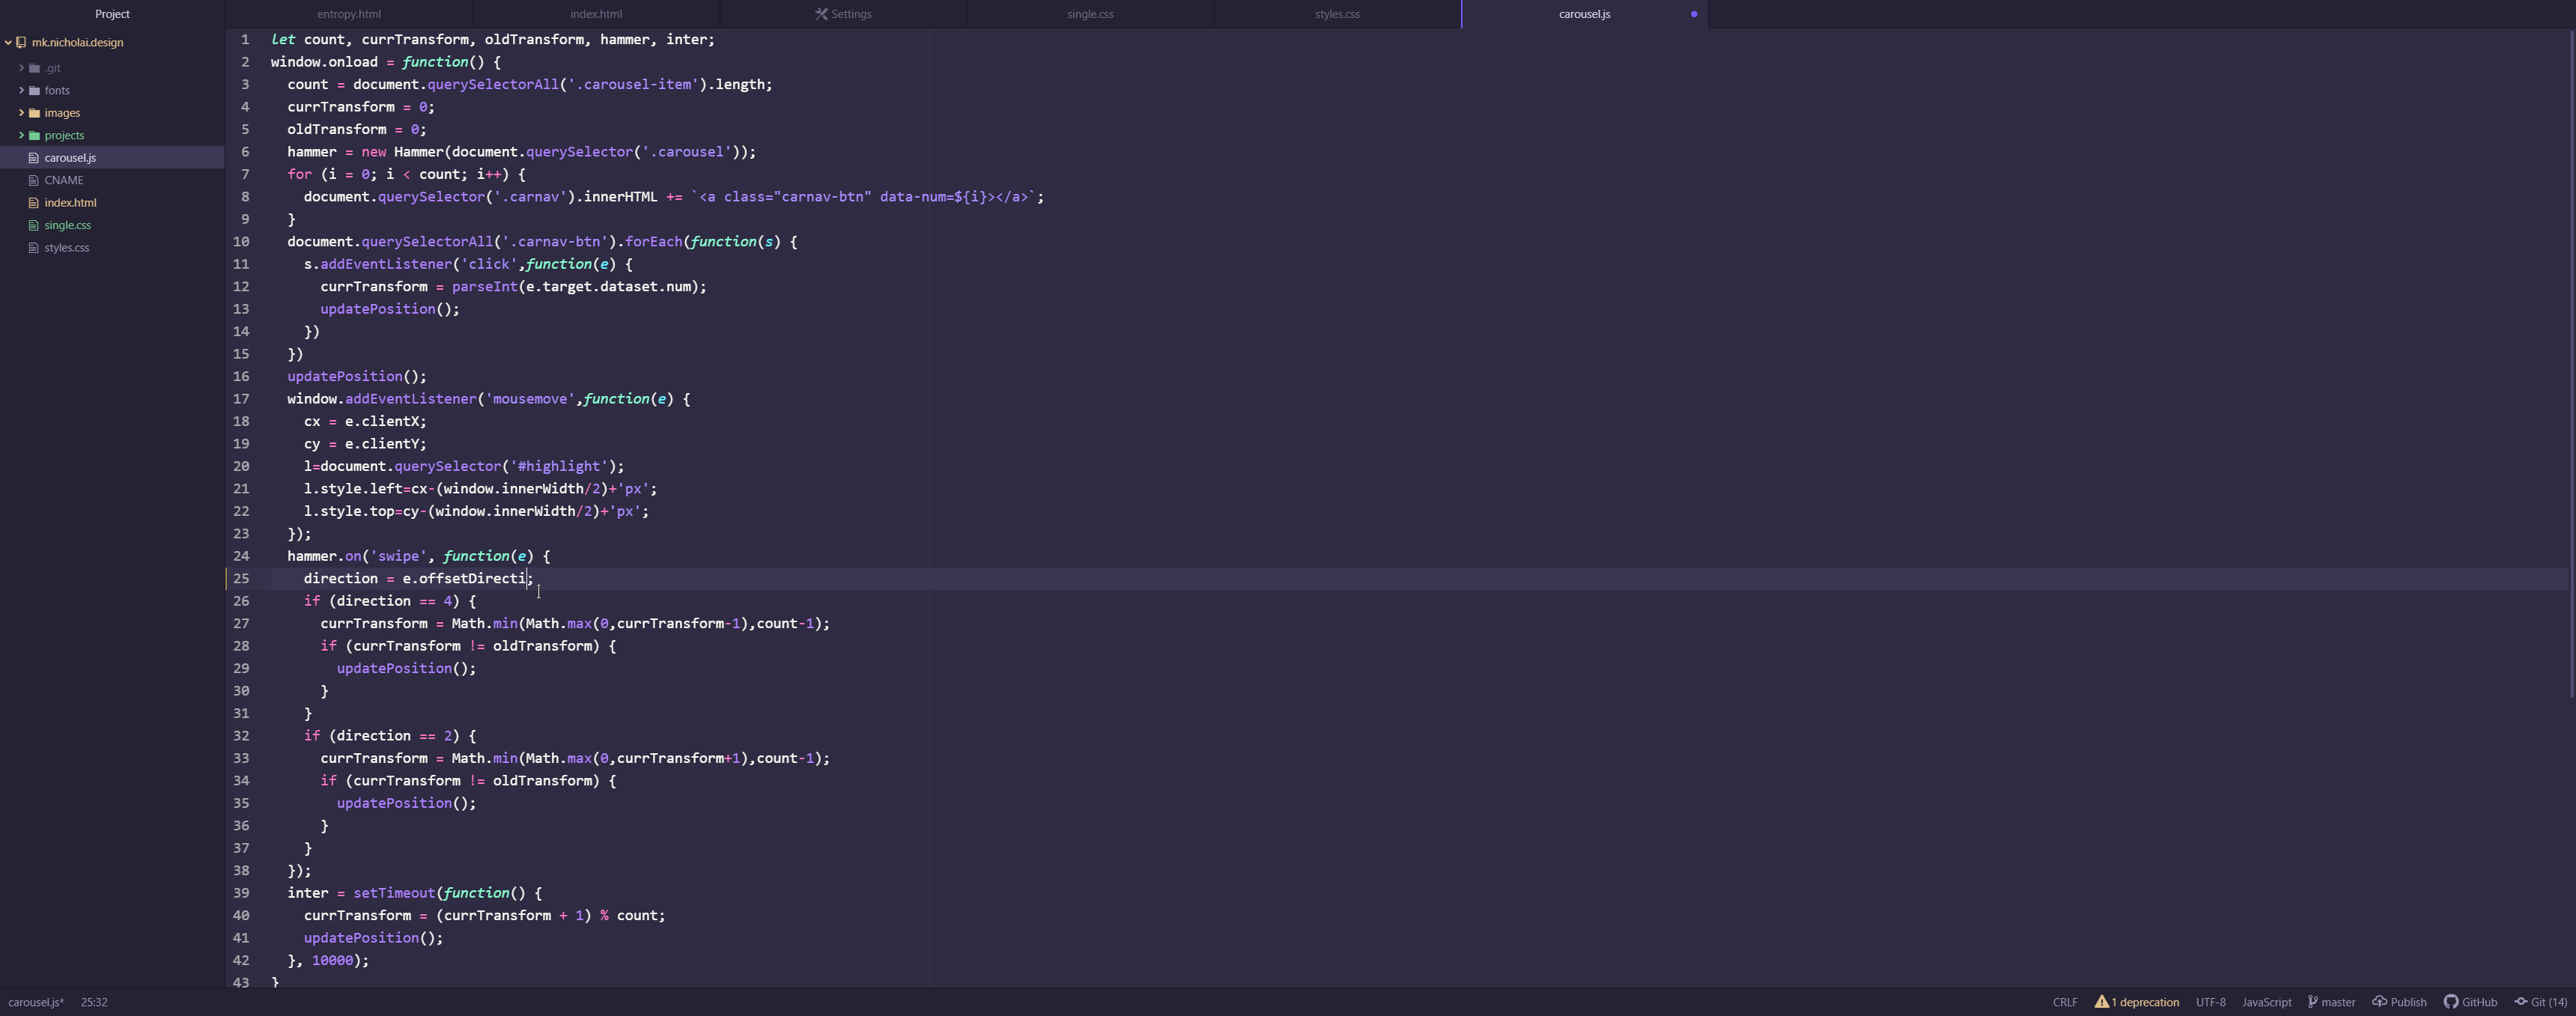 Project
entropy.html
index.html
Settings
single.css
styles.css
carousel.js
mk.nicholai.design
.git
fonts
images
projects
carousel.js
CNAME
index.html
single.css
styles.css
1 let count, currTransform, oldTransform, hammer, inter;
2 window.onload = function() {
3 count = document.querySelectorAll('.carousel-item').length;
4 currTransform = 0;
5 oldTransform = 0;
6 hammer = new Hammer(document.querySelector('.carousel'));
7 for (i = 0; i < count; i++) {
8 document.querySelector('.carnav').innerHTML += `<a class="carnav-btn" data-num=${i}></a>`;
9 }
10 document.querySelectorAll('.carnav-btn').forEach(function(s) {
11 s.addEventListener('click',function(e) {
12 currTransform = parseInt(e.target.dataset.num);
13 updatePosition();
14 })
15 })
16 updatePosition();
17 window.addEventListener('mousemove',function(e) {
18 cx = e.clientX;
19 cy = e.clientY;
20 l=document.querySelector('#highlight');
21 l.style.left=cx-(window.innerWidth/2)+'px';
22 l.style.top=cy-(window.innerWidth/2)+'px';
23 });
24 hammer.on('swipe', function(e) {
25 direction = e.offsetDirecti;
26 if (direction == 4) {
27 currTransform = Math.min(Math.max(0,currTransform-1),count-1);
28 if (currTransform != oldTransform) {
29 updatePosition();
30 }
31 }
32 if (direction == 2) {
33 currTransform = Math.min(Math.max(0,currTransform+1),count-1);
34 if (currTransform != oldTransform) {
35 updatePosition();
36 }
37 }
38 });
39 inter = setTimeout(function() {
40 currTransform = (currTransform + 1) % count;
41 updatePosition();
42 }, 10000);
43 }
carousel.js* 25:32 CRLF 1 deprecation UTF-8 JavaScript master Publish GitHub Git (14)